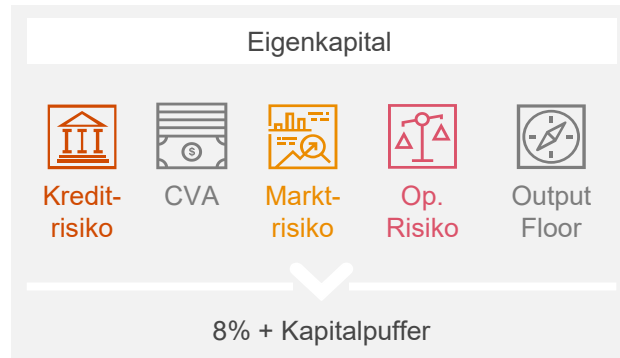 Eigenkapital
$
Kredit-
risiko
CVA
Markt-
risiko
Op.
Risiko
Output
Floor
8% + Kapitalpuffer